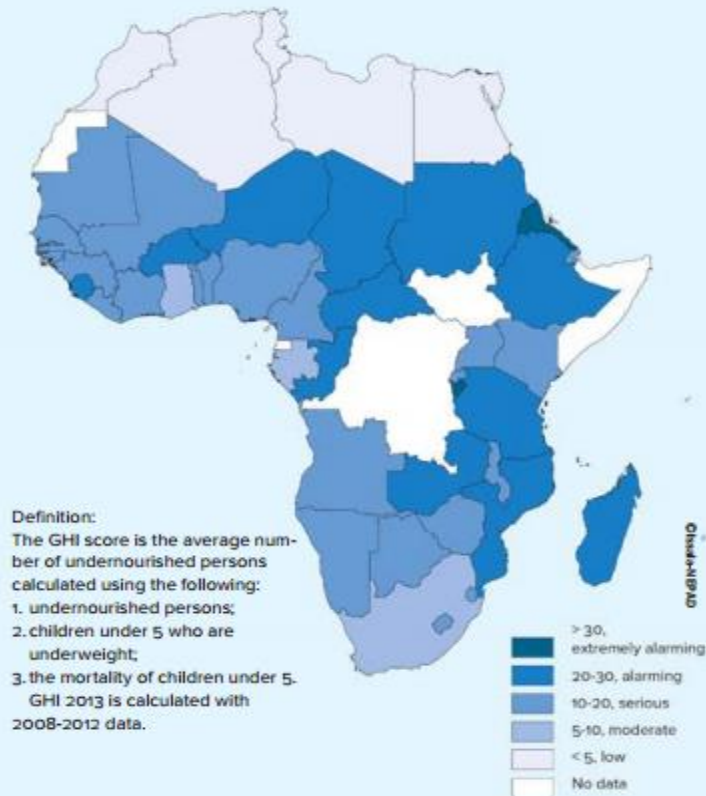 Definition:
The GHI score is the average num-
ber of undernourished persons
calculated using the following:
1. undernourished persons;
2. children under 5 who are
underweight;
3. the mortality of children under 5.
GHI 2013 is calculated with
2008-2012 data.
> 30,
extremely alarming
20-30, alarming
10-20, serious
5-10, moderate
< 5, low
No data